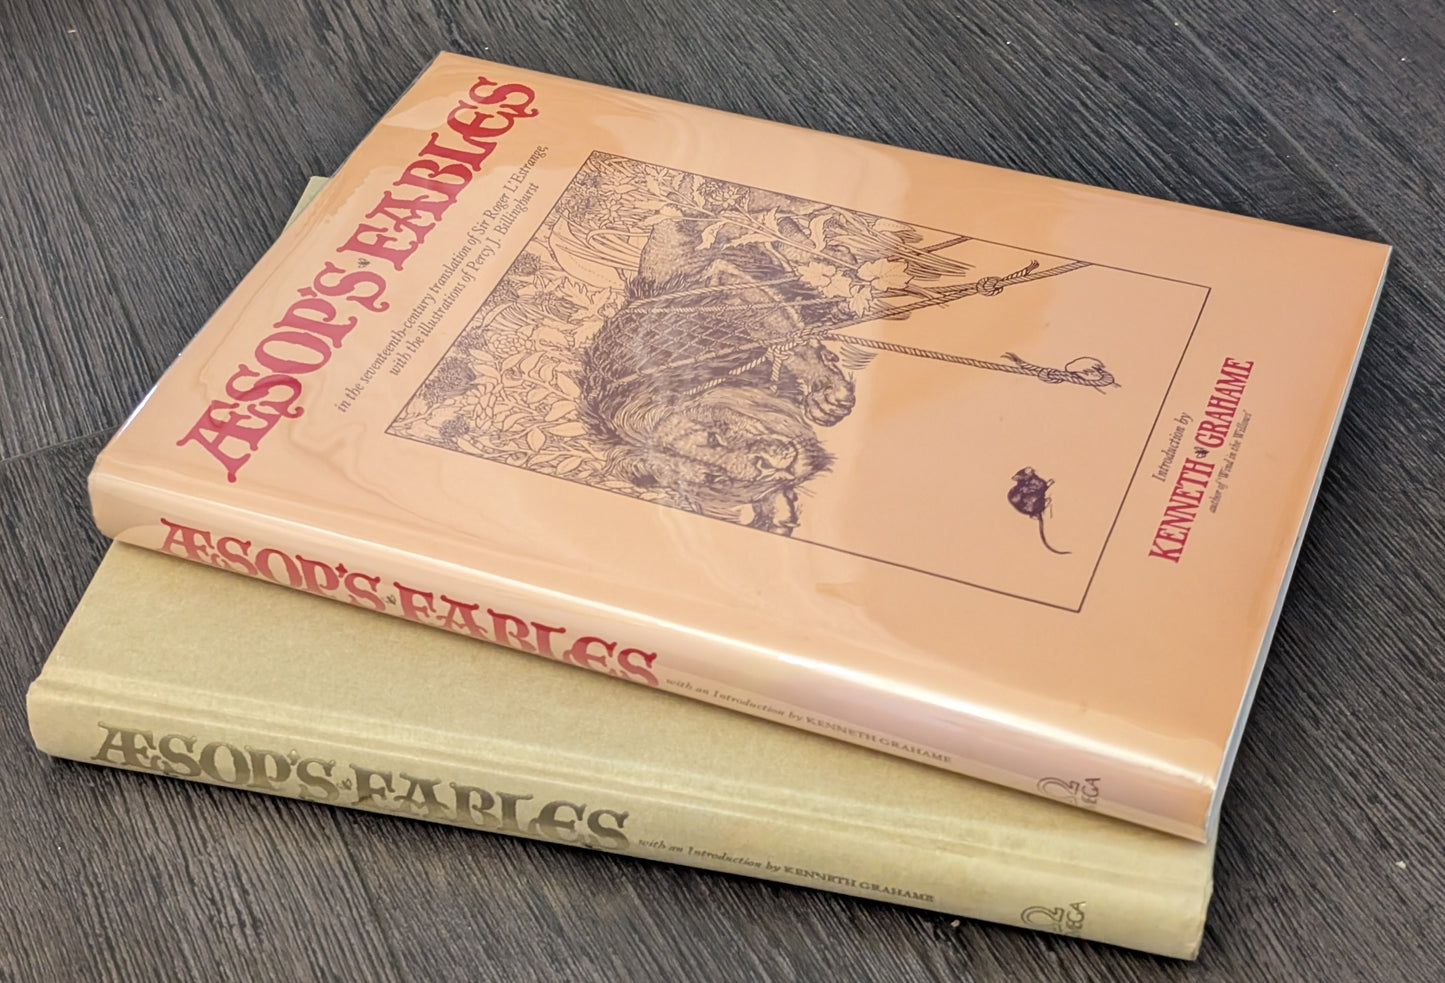 ÆSOP'S FABLES
in the seventeenth-century translation of Sir Roger L'Estrange,
with the illustrations of Percy J. Billinghurst
Introduction by
KENNETH GRAHAME
author of 'Wind in the Willows'
ÆSOP'S FABLES with an Introduction by KENNETH GRAHAME
ÆSOP'S FABLES with an Introduction by KENNETH GRAHAME